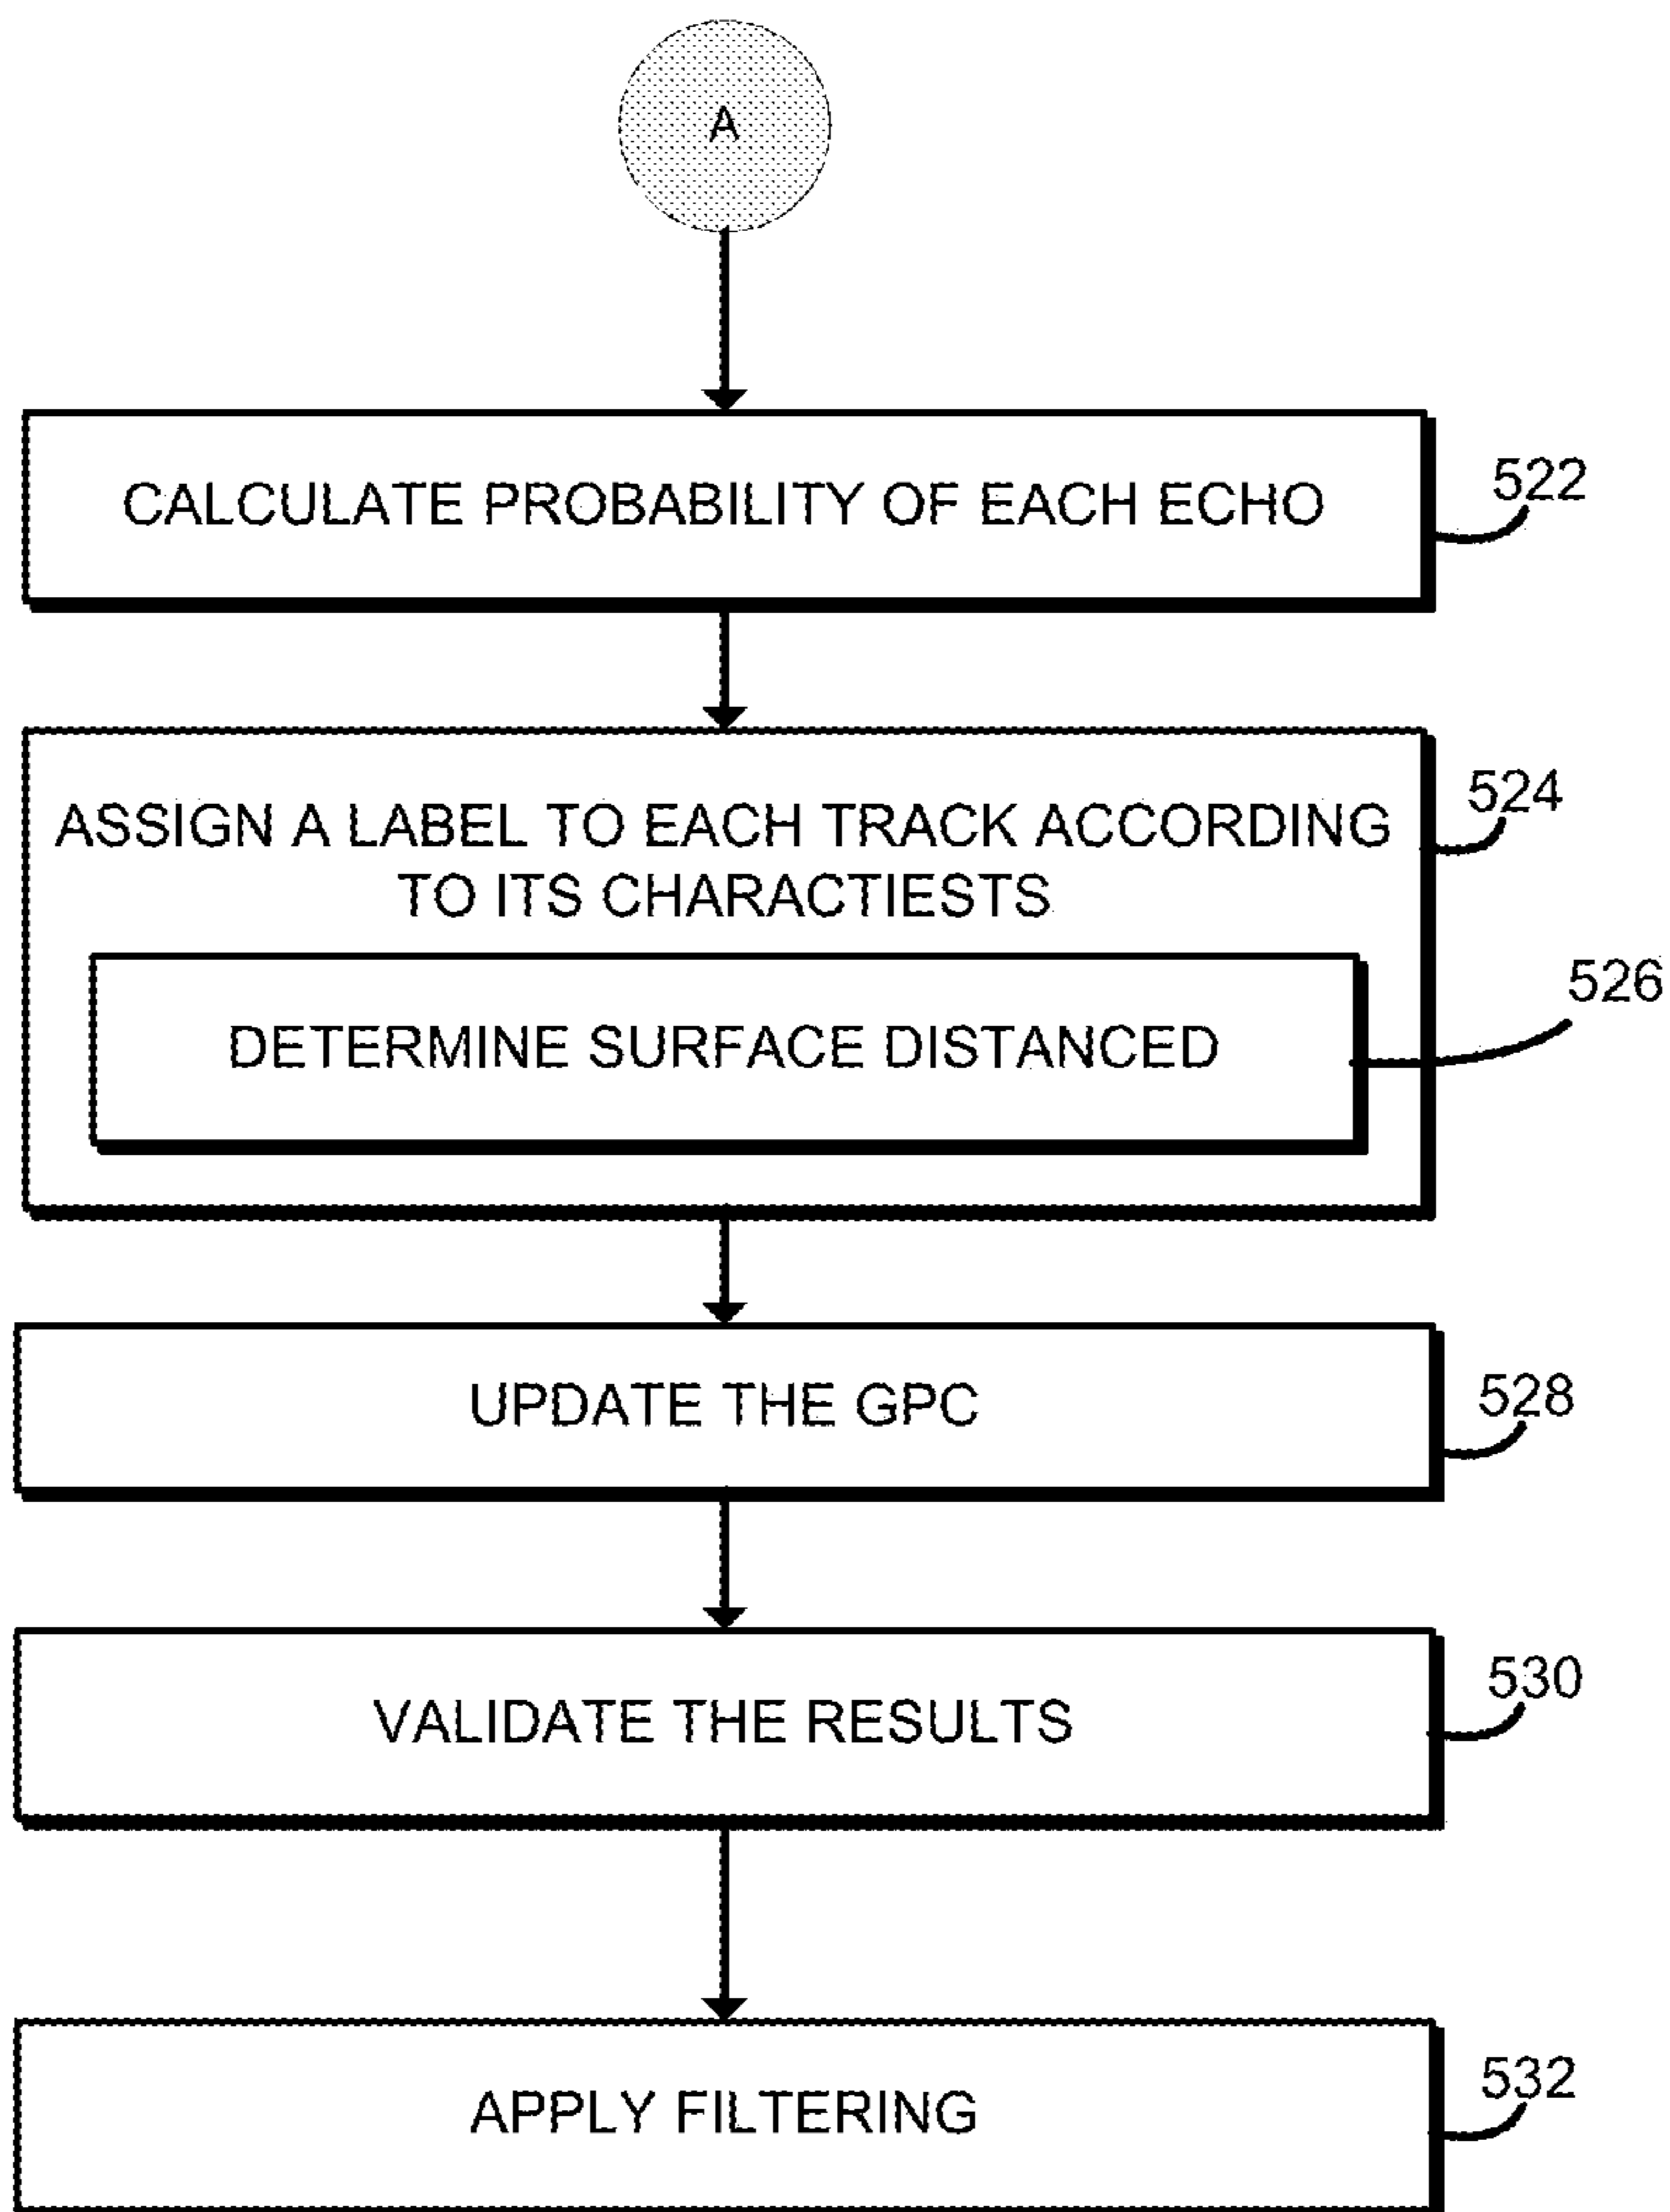 A
CALCULATE PROBABILITY OF EACH ECHO
522
ASSIGN A LABEL TO EACH TRACK ACCORDING
TO ITS CHARACTIESTS
524
DETERMINE SURFACE DISTANCED
526
UPDATE THE GPC
528
VALIDATE THE RESULTS
530
APPLY FILTERING
532